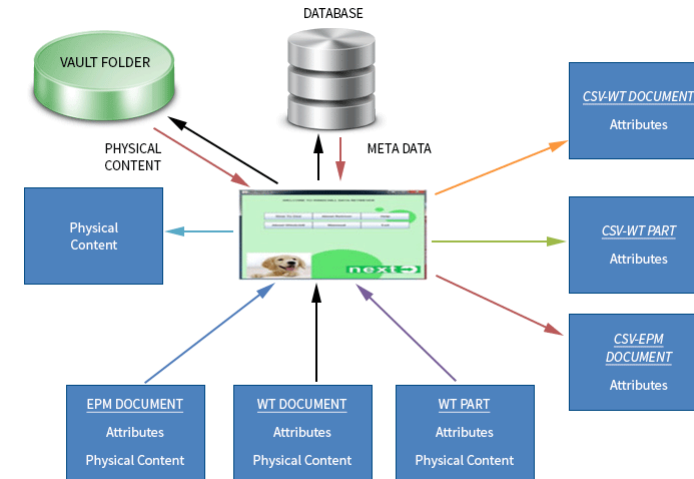 DATABASE
VAULT FOLDER
PHYSICAL
CONTENT
META DATA
CSV-WT DOCUMENT
Attributes
Physical
Content
next
CSV-WT PART
Attributes
CSV-EPM
DOCUMENT
Attributes
EPM DOCUMENT
Attributes
Physical Content
WT DOCUMENT
Attributes
Physical Content
WT PART
Attributes
Physical Content